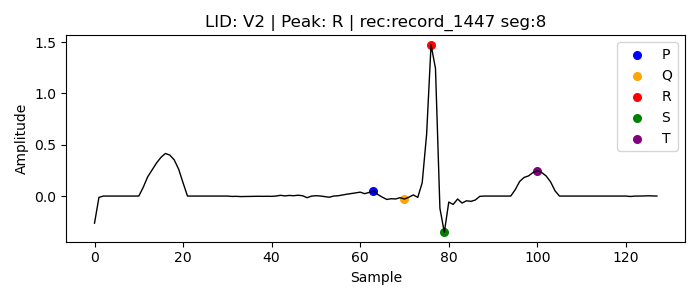 LID: V2 | Peak: R | rec:record_1447 seg:8
1.5
1.0
0.5
0.0
Amplitude
P
Q
R
S
T
0 20 40 60 80 100 120
Sample